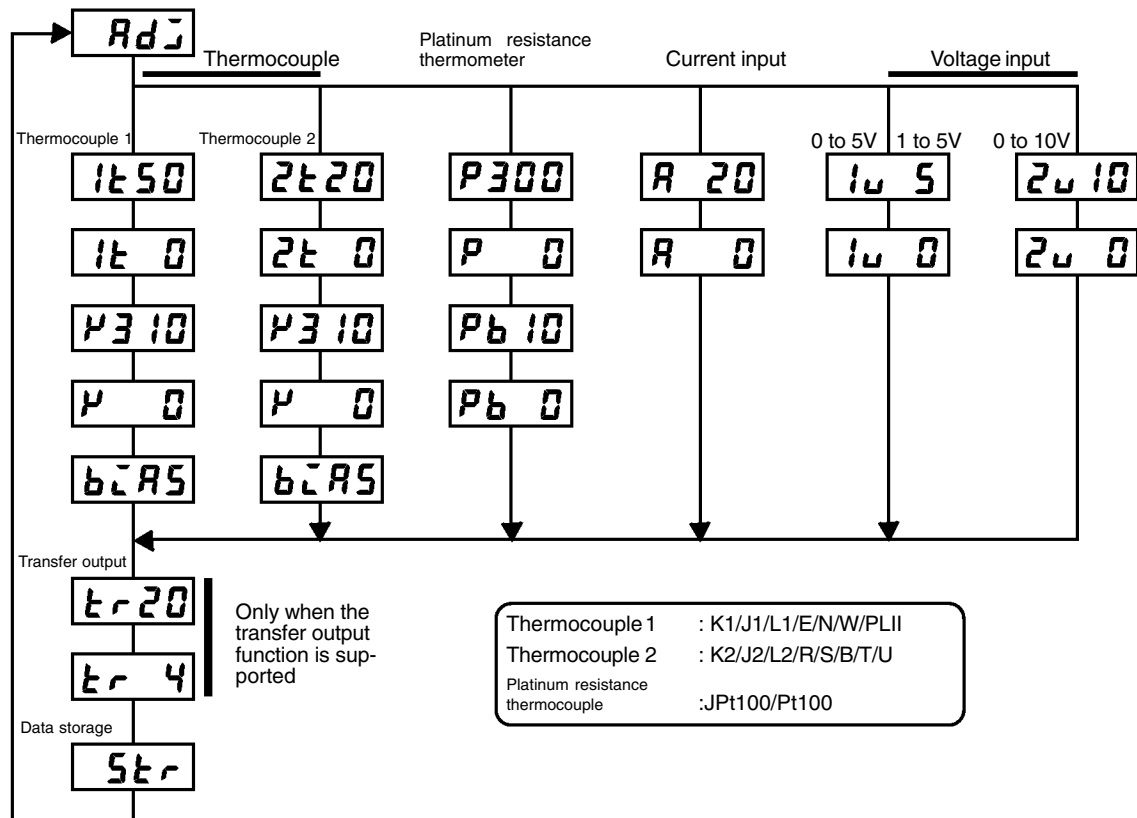 Adj
Thermocouple
Platinum resistance
thermometer
Current input
Voltage input
Thermocouple 1
Thermocouple 2
0 to 5V
1 to 5V
0 to 10V
1t50
2t20
P300
A 20
1u 5
2u10
1t 0
2t 0
P 0
A 0
1u 0
2u 0
Y310
Y310
Pb10
Y 0
Y 0
Pb 0
biAS
biAS
Transfer output
tr20
tr 4
Only when the
transfer output
function is sup-
ported
Data storage
Str
Thermocouple 1 : K1/J1/L1/E/N/W/PLII
Thermocouple 2 : K2/J2/L2/R/S/B/T/U
Platinum resistance
thermocouple :JPt100/Pt100